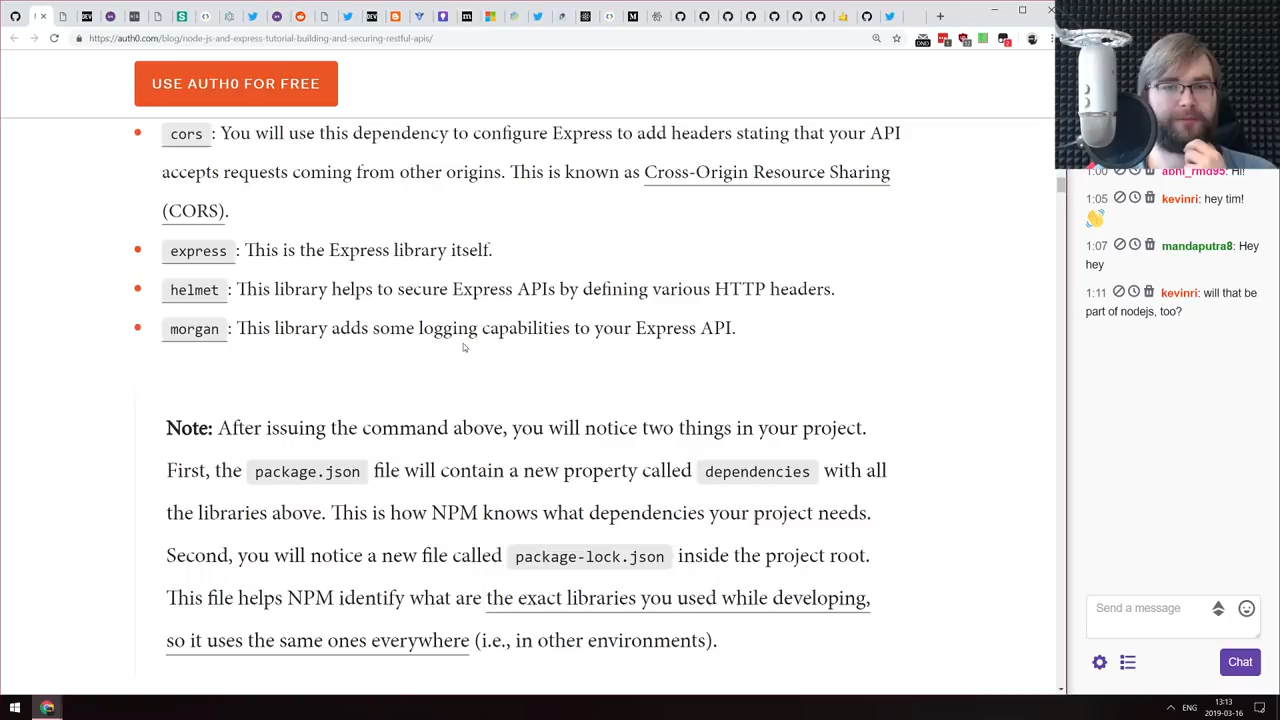 https://auth0.com/blog/node-js-and-express-tutorial-building-and-securing-restful-apis/
USE AUTH0 FOR FREE
cors : You will use this dependency to configure Express to add headers stating that your API
accepts requests coming from other origins. This is known as Cross-Origin Resource Sharing
(CORS).
express : This is the Express library itself.
helmet : This library helps to secure Express APIs by defining various HTTP headers.
morgan : This library adds some logging capabilities to your Express API.
Note: After issuing the command above, you will notice two things in your project.
First, the package.json file will contain a new property called dependencies with all
the libraries above. This is how NPM knows what dependencies your project needs.
Second, you will notice a new file called package-lock.json inside the project root.
This file helps NPM identify what are the exact libraries you used while developing,
so it uses the same ones everywhere (i.e., in other environments).
1:00 abhi_rmd95: Hi!
1:05 kevinri: hey tim!
1:07 mandaputra8: Hey
hey
1:11 kevinri: will that be
part of nodejs, too?
Send a message
Chat
ENG
13:13
2019-03-16